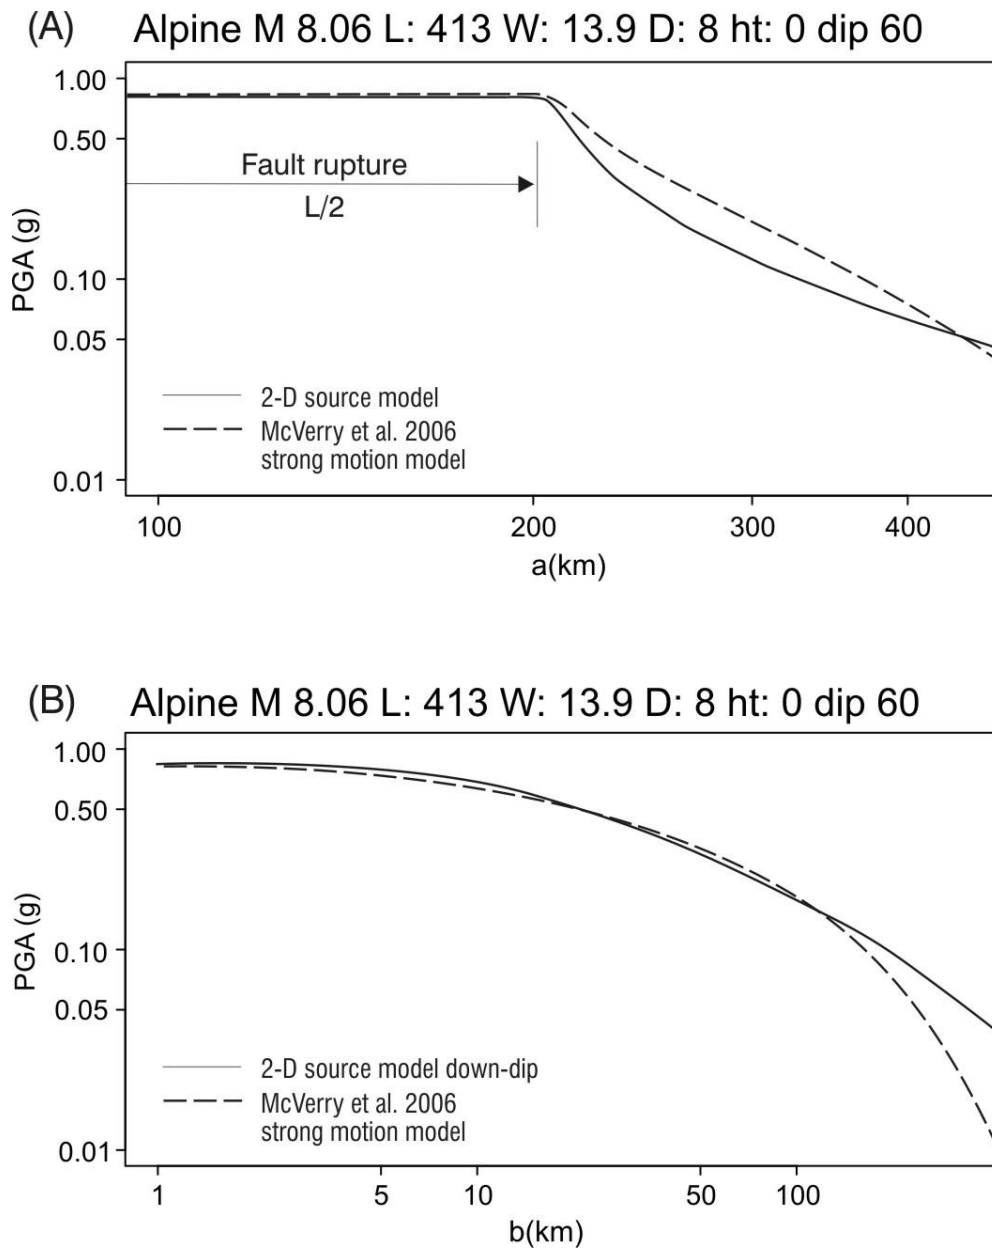 (A) Alpine M 8.06 L: 413 W: 13.9 D: 8 ht: 0 dip 60
1.00
0.50
0.10
0.05
0.01
PGA (g)
Fault rupture
L/2
2-D source model
McVerry et al. 2006
strong motion model
100 200 300 400
a(km)
(B) Alpine M 8.06 L: 413 W: 13.9 D: 8 ht: 0 dip 60
1.00
0.50
0.10
0.05
0.01
PGA (g)
2-D source model down-dip
McVerry et al. 2006
strong motion model
1 5 10 50 100
b(km)